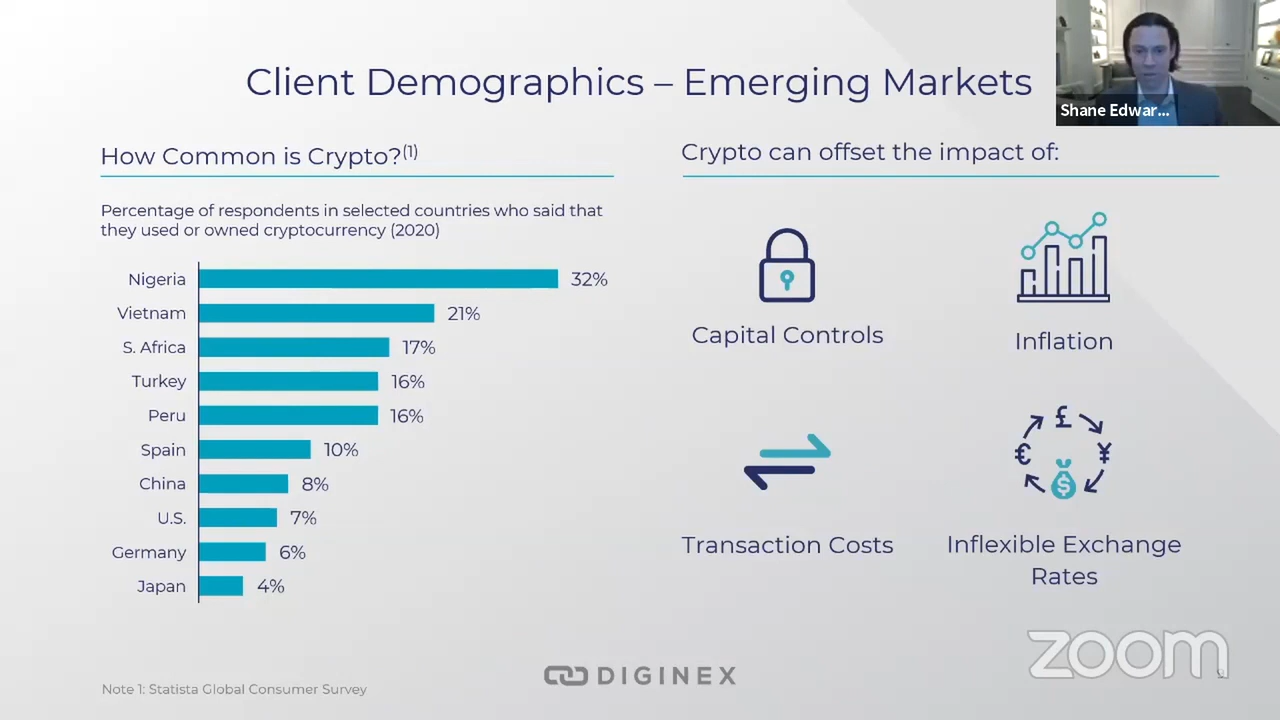 Client Demographics – Emerging Markets
Shane Edwar...
How Common is Crypto?(1)
Percentage of respondents in selected countries who said that
they used or owned cryptocurrency (2020)
Nigeria 32%
Vietnam 21%
S. Africa 17%
Turkey 16%
Peru 16%
Spain 10%
China 8%
U.S. 7%
Germany 6%
Japan 4%
Crypto can offset the impact of:
Capital Controls
Inflation
£
€ ¥
$
Transaction Costs
Inflexible Exchange
Rates
zoom
DIGINEX
Note 1: Statista Global Consumer Survey